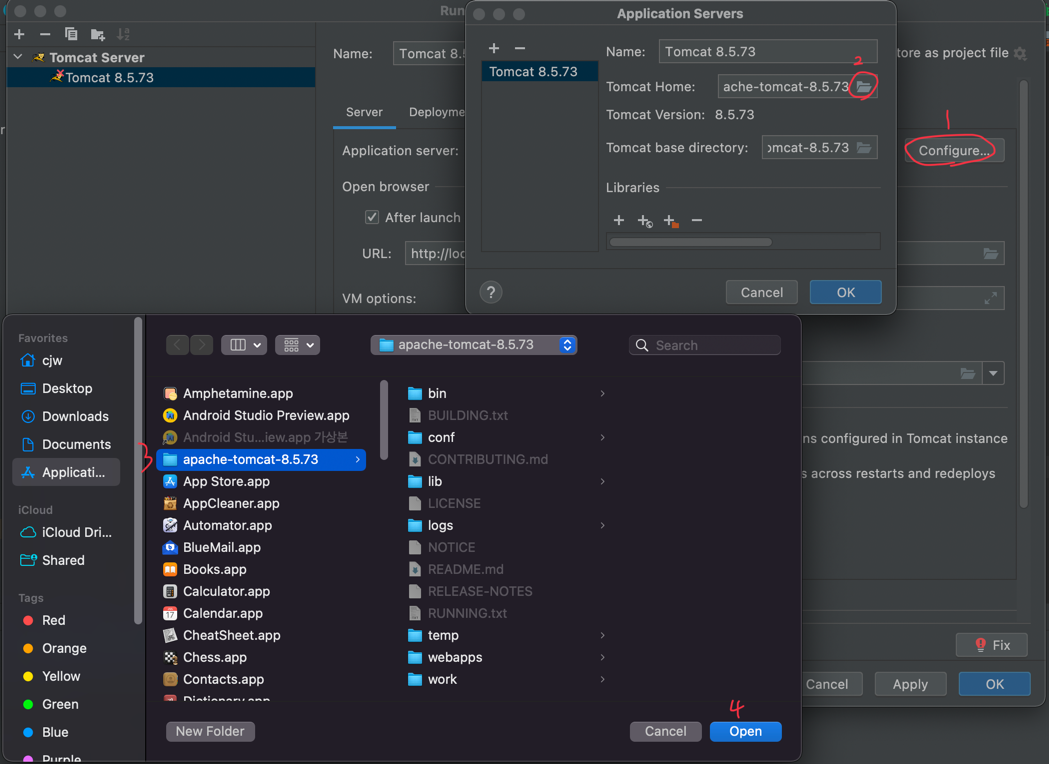 Run
Tomcat Server
Tomcat 8.5.73
Name:
Tomcat 8.5
tore as project file
Server
Deployme
Application server:
Configure...
1
Open browser
After launch
URL:
http://loc
VM options:
ns configured in Tomcat instance
s across restarts and redeploys
Fix
Cancel
Apply
OK
Application Servers
Tomcat 8.5.73
Name:
Tomcat 8.5.73
2
Tomcat Home:
ache-tomcat-8.5.73
Tomcat Version: 8.5.73
Tomcat base directory:
omcat-8.5.73
Libraries
?
Cancel
OK
Favorites
cjw
Desktop
Downloads
Documents
Applicati...
iCloud
iCloud Dri...
Shared
Tags
Red
Orange
Yellow
Green
Blue
Purple
apache-tomcat-8.5.73
Search
Amphetamine.app
Android Studio Preview.app
Android Stu...iew.app 가상본
3
apache-tomcat-8.5.73
App Store.app
AppCleaner.app
Automator.app
BlueMail.app
Books.app
Calculator.app
17
Calendar.app
CheatSheet.app
Chess.app
Contacts.app
Dictionary.app
bin
BUILDING.txt
conf
CONTRIBUTING.md
lib
LICENSE
logs
NOTICE
README.md
RELEASE-NOTES
RUNNING.txt
temp
webapps
work
4
New Folder
Cancel
Open